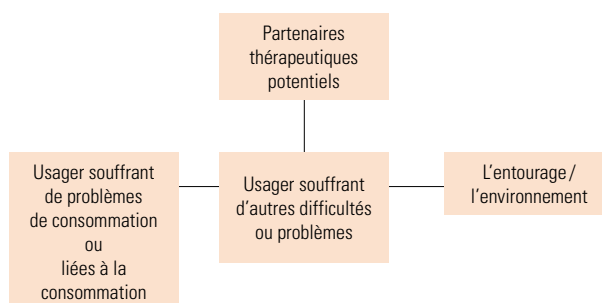 Partenaires
thérapeutiques
potentiels
Usager souffrant
de problèmes
de consommation
ou
liées à la
consommation
Usager souffrant
d'autres difficultés
ou problèmes
L'entourage /
l'environnement